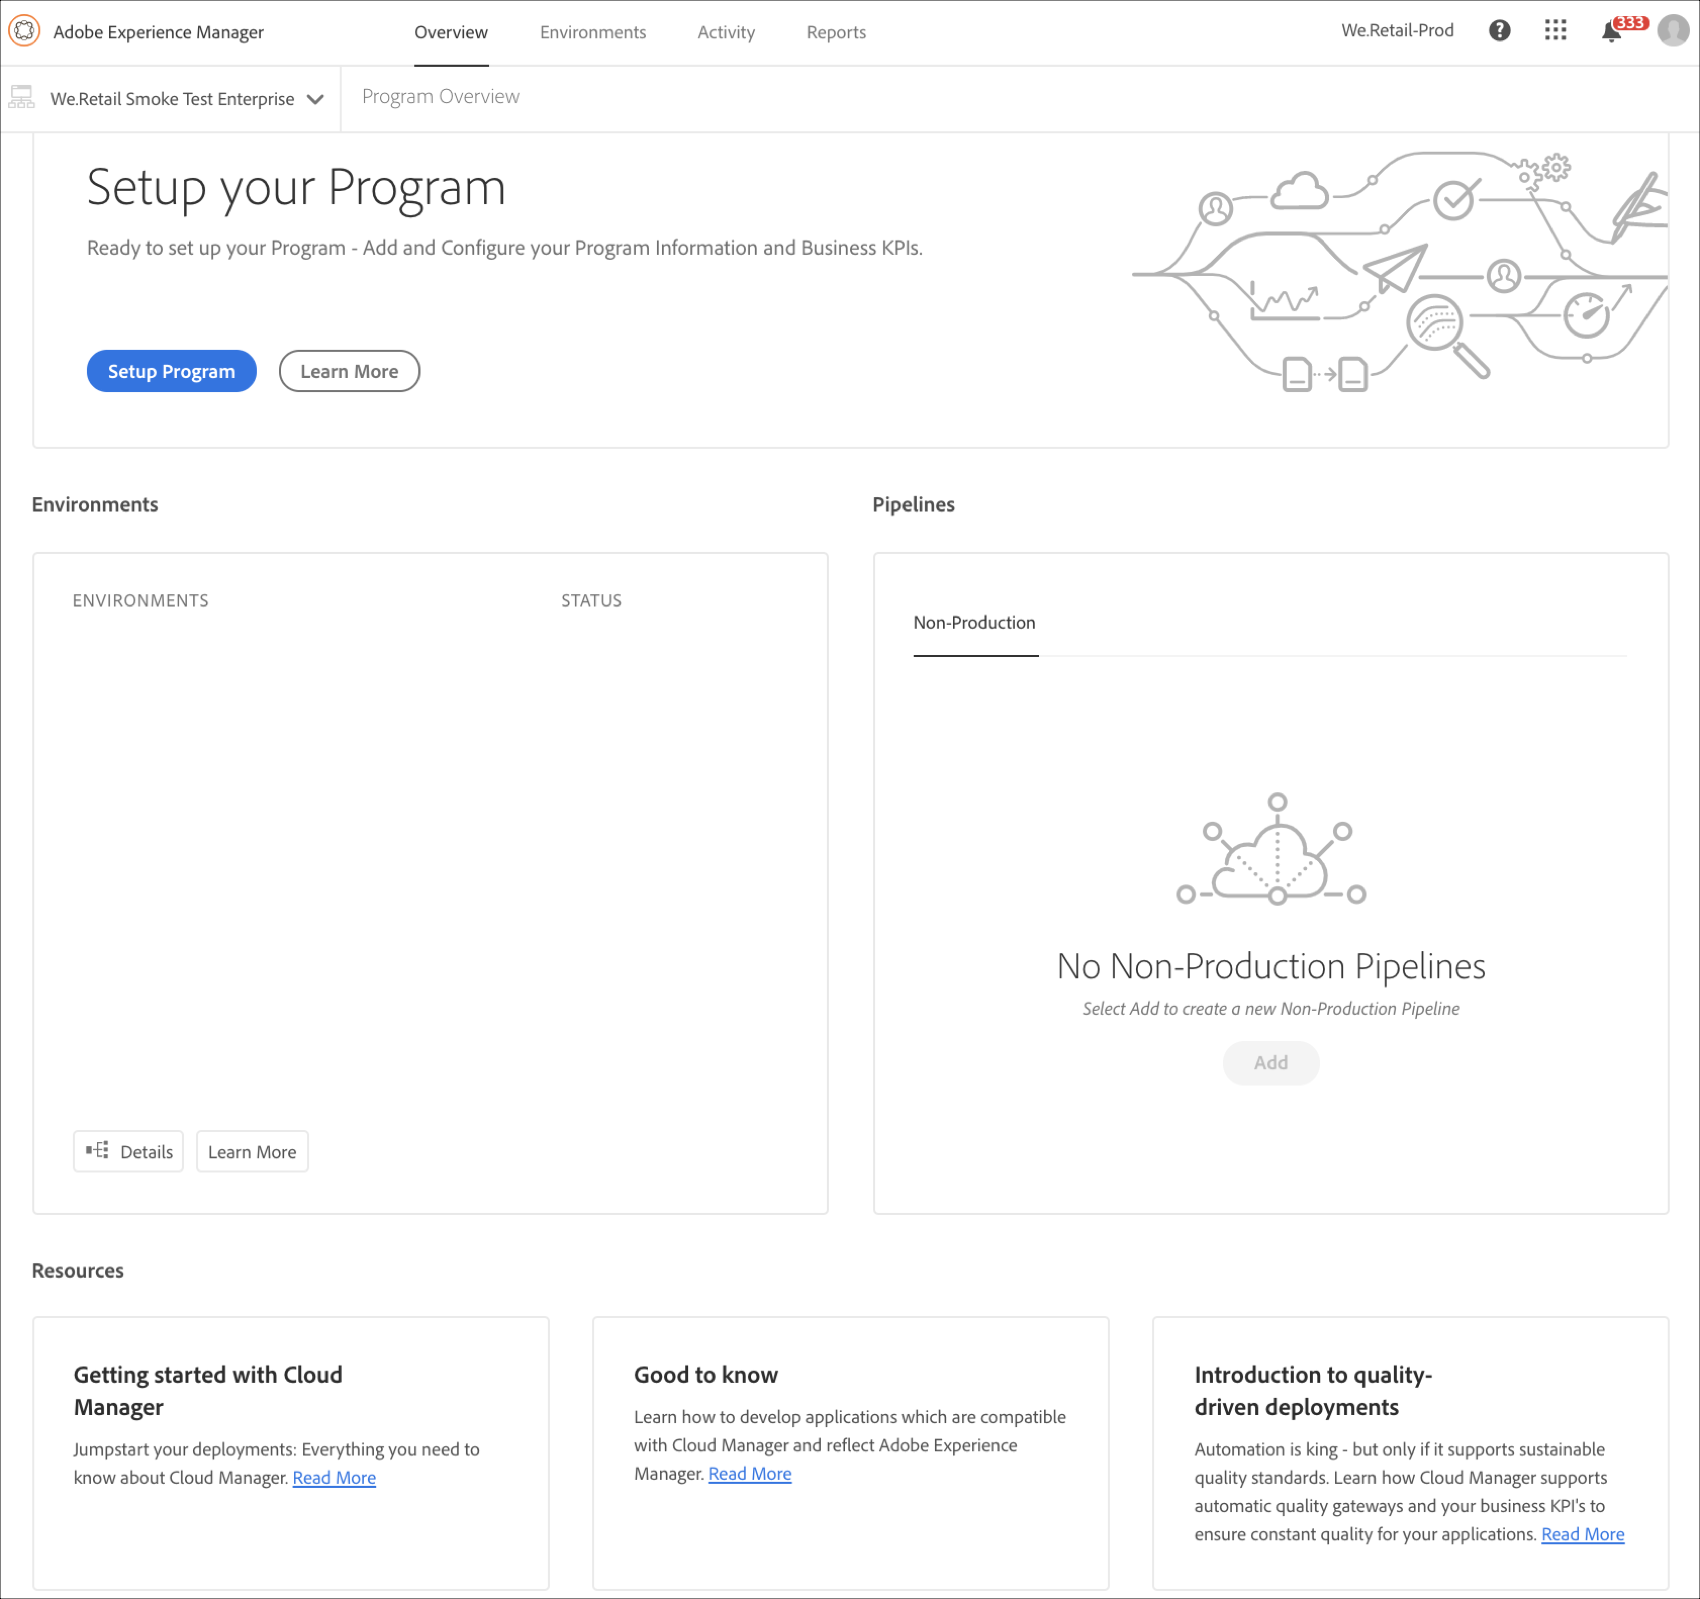 Adobe Experience Manager
Overview
Environments
Activity
Reports
We.Retail-Prod
?
333
We.Retail Smoke Test Enterprise
Program Overview
Setup your Program
Ready to set up your Program - Add and Configure your Program Information and Business KPIs.
Setup Program
Learn More
Environments
ENVIRONMENTS
STATUS
Details
Learn More
Pipelines
Non-Production
No Non-Production Pipelines
Select Add to create a new Non-Production Pipeline
Add
Resources
Getting started with Cloud
Manager
Jumpstart your deployments: Everything you need to
know about Cloud Manager. Read More
Good to know
Learn how to develop applications which are compatible
with Cloud Manager and reflect Adobe Experience
Manager. Read More
Introduction to quality-
driven deployments
Automation is king - but only if it supports sustainable
quality standards. Learn how Cloud Manager supports
automatic quality gateways and your business KPI's to
ensure constant quality for your applications. Read More